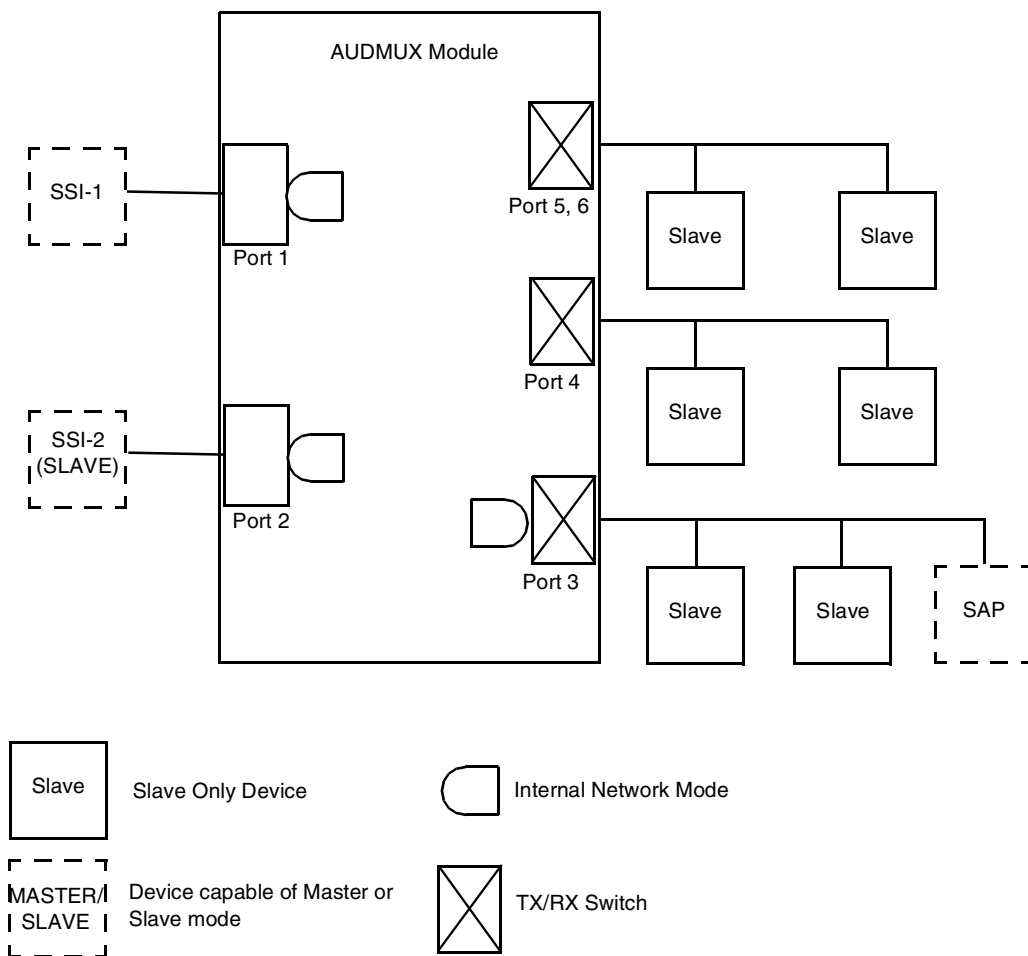 AUDMUX Module
SSI-1
Port 1
Port 5, 6
Slave
Slave
Port 4
Slave
Slave
SSI-2
(SLAVE)
Port 2
Port 3
Slave
Slave
SAP
Slave
Slave Only Device
Internal Network Mode
MASTER/
SLAVE
Device capable of Master or
Slave mode
TX/RX Switch